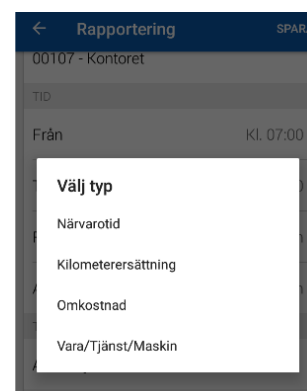 ← Rapportering SPAR
00107 - Kontoret
TID
Från Kl. 07:00
Välj typ
Närvarotid
Kilometerersättning
Omkostnad
Vara/Tjänst/Maskin